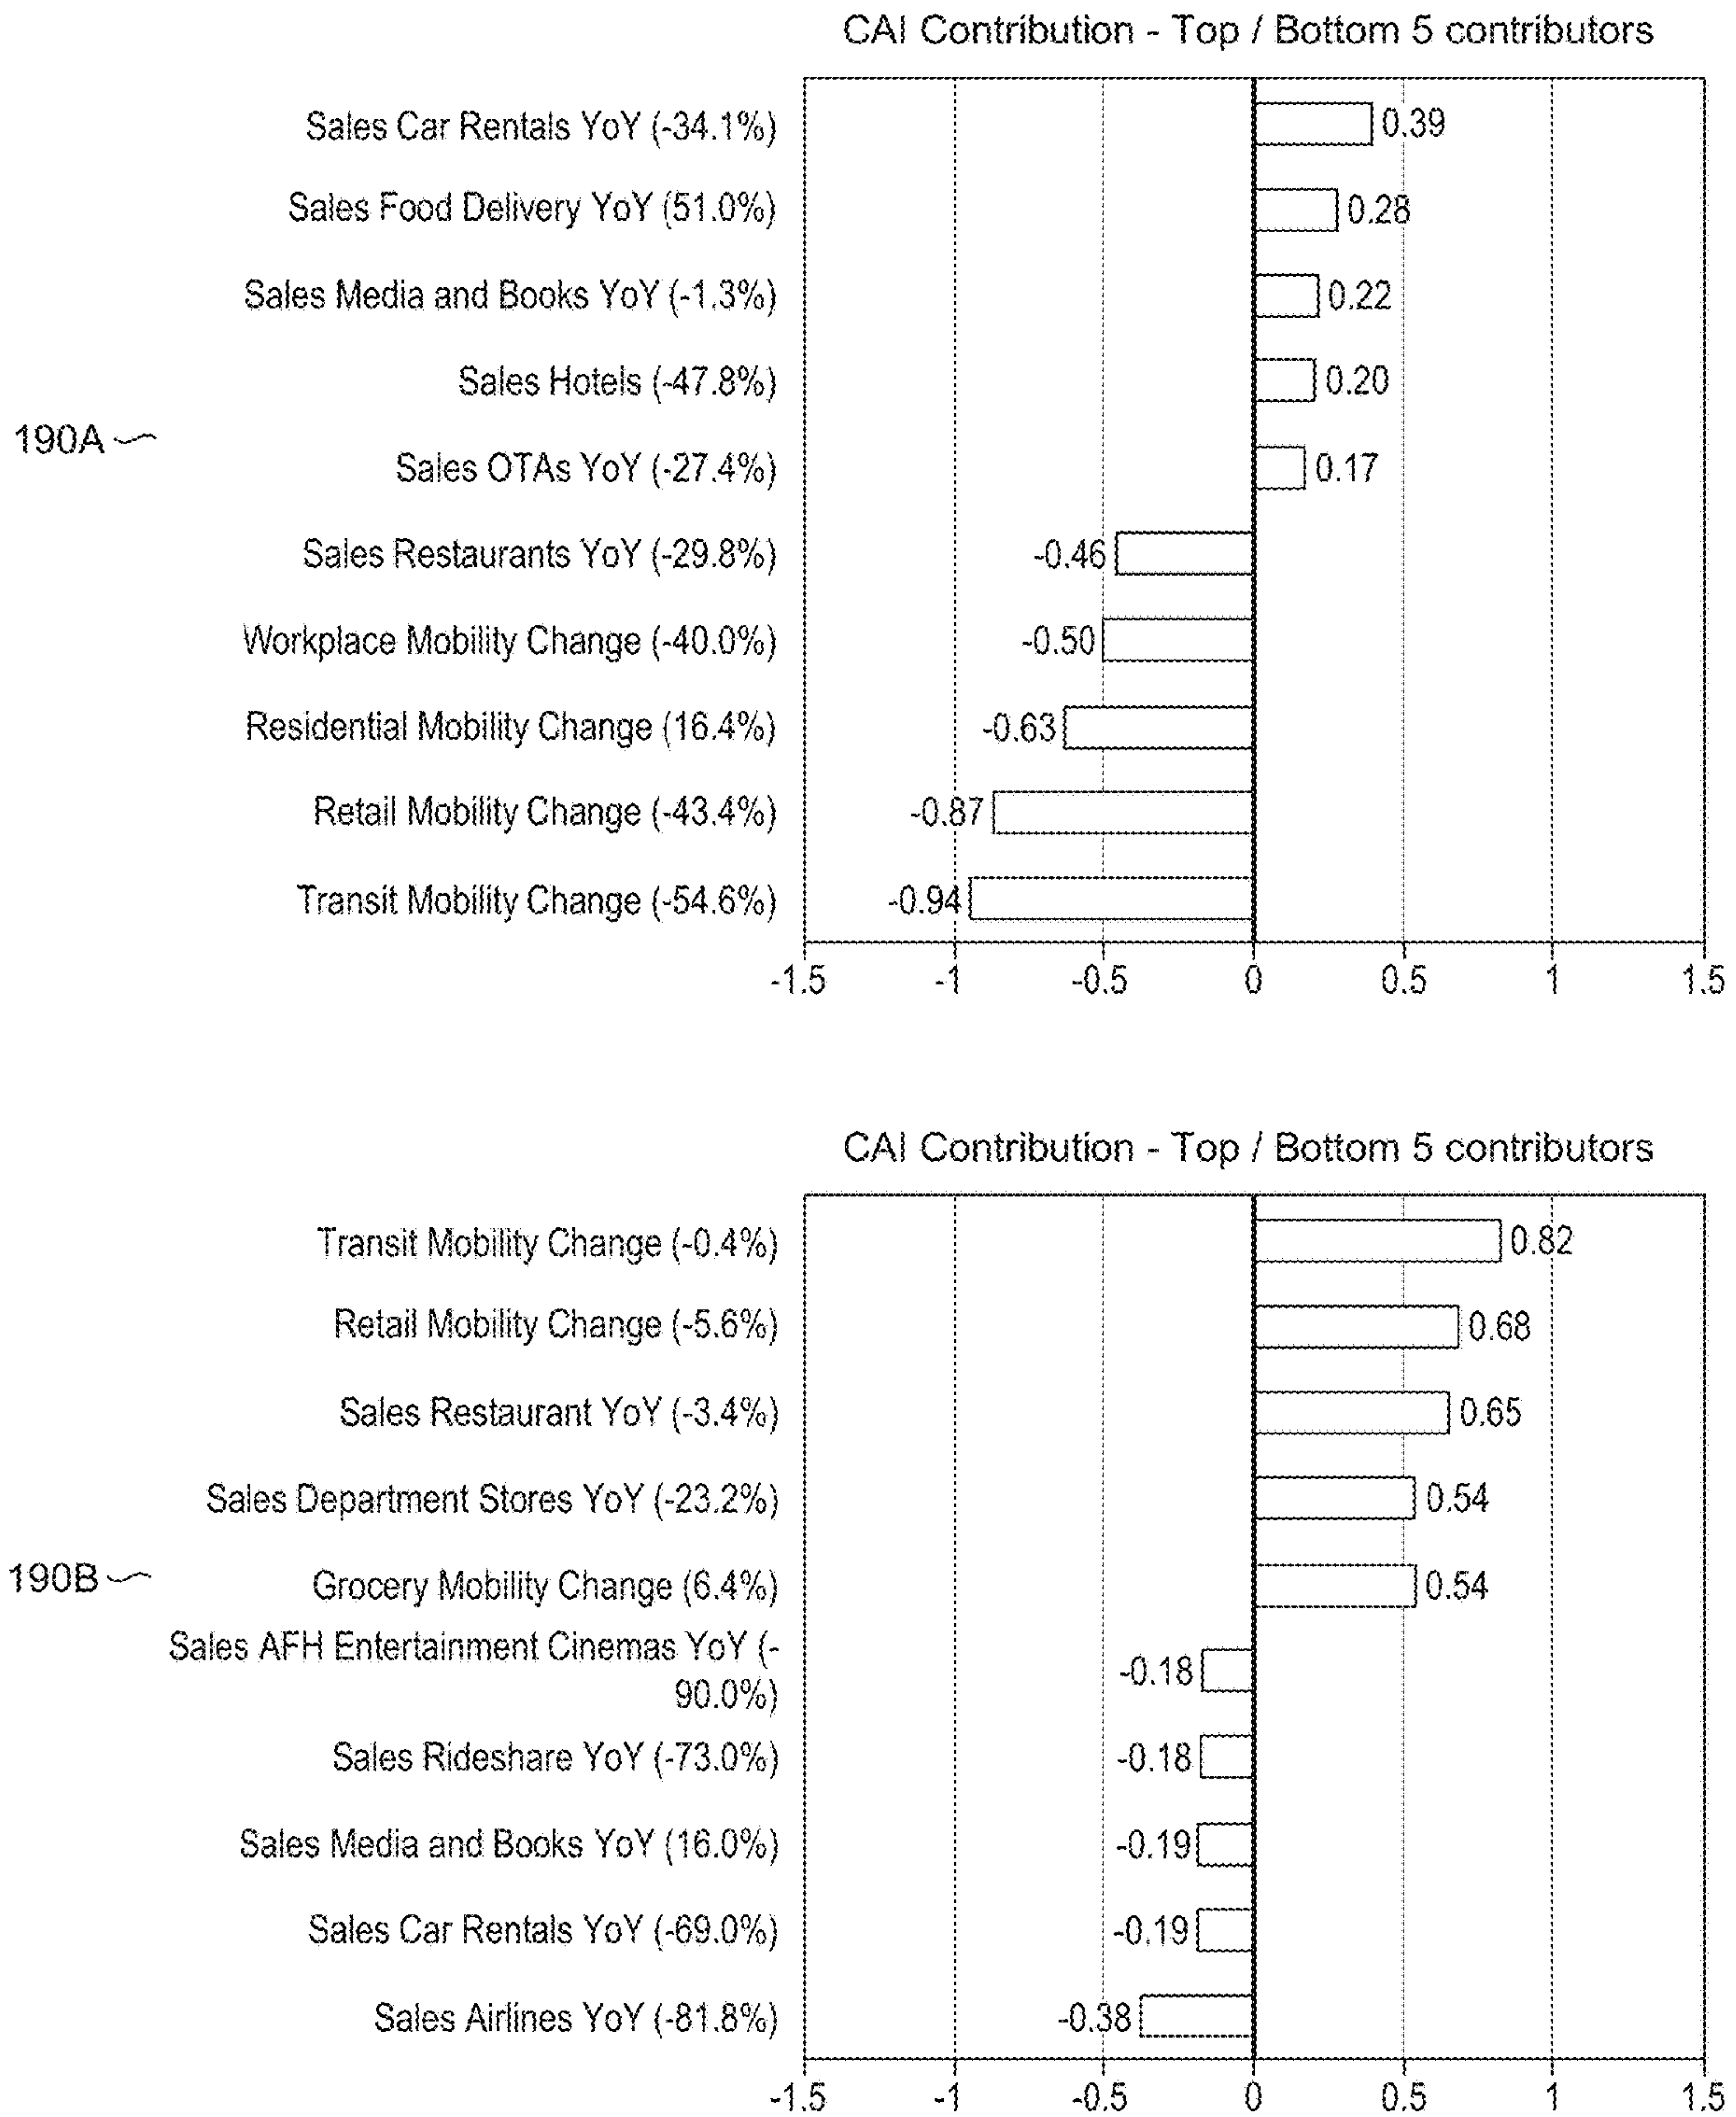 CAI Contribution - Top / Bottom 5 contributors
Sales Car Rentals YoY (-34.1%)
0.39
Sales Food Delivery YoY (51.0%)
0.28
Sales Media and Books YoY (-1.3%)
0.22
Sales Hotels (-47.8%)
0.20
190A
Sales OTAs YoY (-27.4%)
0.17
Sales Restaurants YoY (-29.8%)
-0.46
Workplace Mobility Change (-40.0%)
-0.50
Residential Mobility Change (16.4%)
-0.63
Retail Mobility Change (-43.4%)
-0.87
Transit Mobility Change (-54.6%)
-0.94
-1.5 -1 -0.5 0 0.5 1 1.5
CAI Contribution - Top / Bottom 5 contributors
Transit Mobility Change (-0.4%)
0.82
Retail Mobility Change (-5.6%)
0.68
Sales Restaurant YoY (-3.4%)
0.65
Sales Department Stores YoY (-23.2%)
0.54
190B
Grocery Mobility Change (6.4%)
0.54
Sales AFH Entertainment Cinemas YoY (-
90.0%)
-0.18
Sales Rideshare YoY (-73.0%)
-0.18
Sales Media and Books YoY (16.0%)
-0.19
Sales Car Rentals YoY (-69.0%)
-0.19
Sales Airlines YoY (-81.8%)
-0.38
-1.5 -1 -0.5 0 0.5 1 1.5